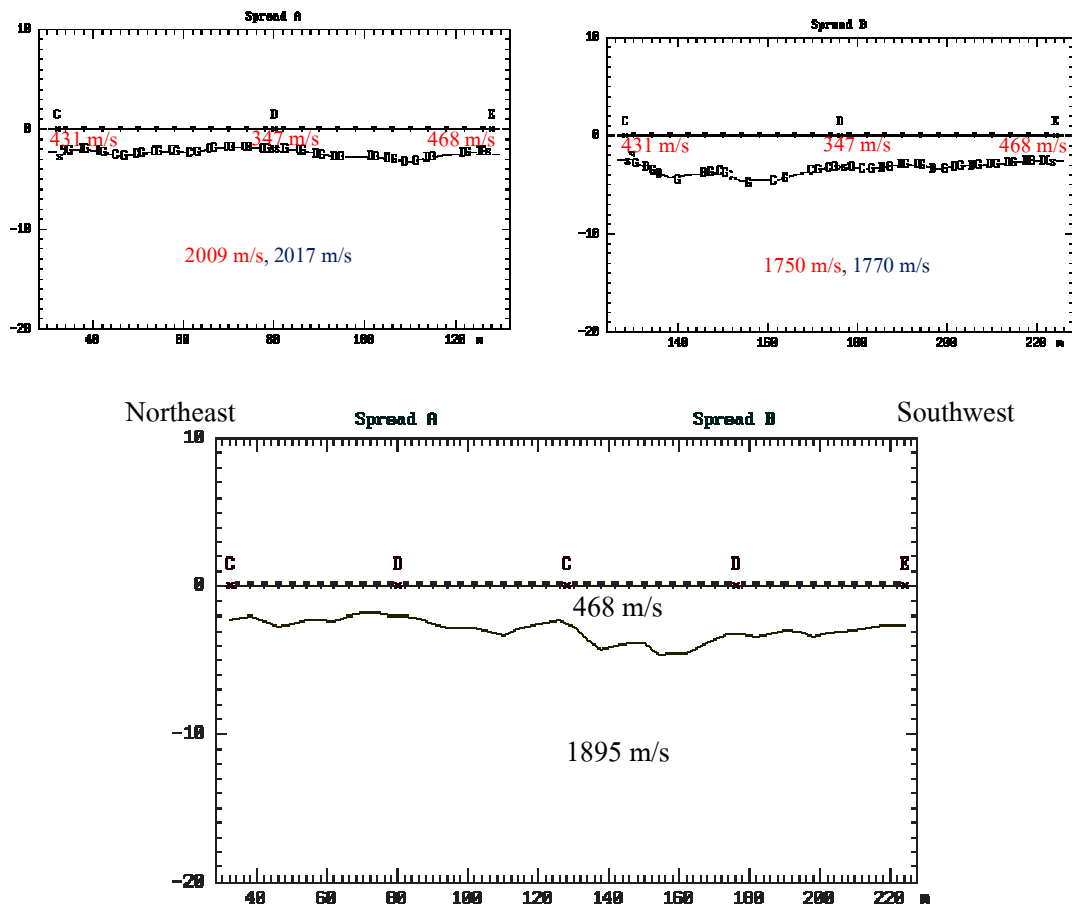 Spread A
10
C D E
0
431 m/s 347 m/s 468 m/s
-10
2009 m/s, 2017 m/s
-20
40 60 80 100 120 m
Spread B
10
C D E
0
431 m/s 347 m/s 468 m/s
-10
1750 m/s, 1770 m/s
-20
140 160 180 200 220 m
Northeast Southwest
Spread A Spread B
10
C D C D E
0
468 m/s
-10
1895 m/s
-20
40 60 80 100 120 140 160 180 200 220 m